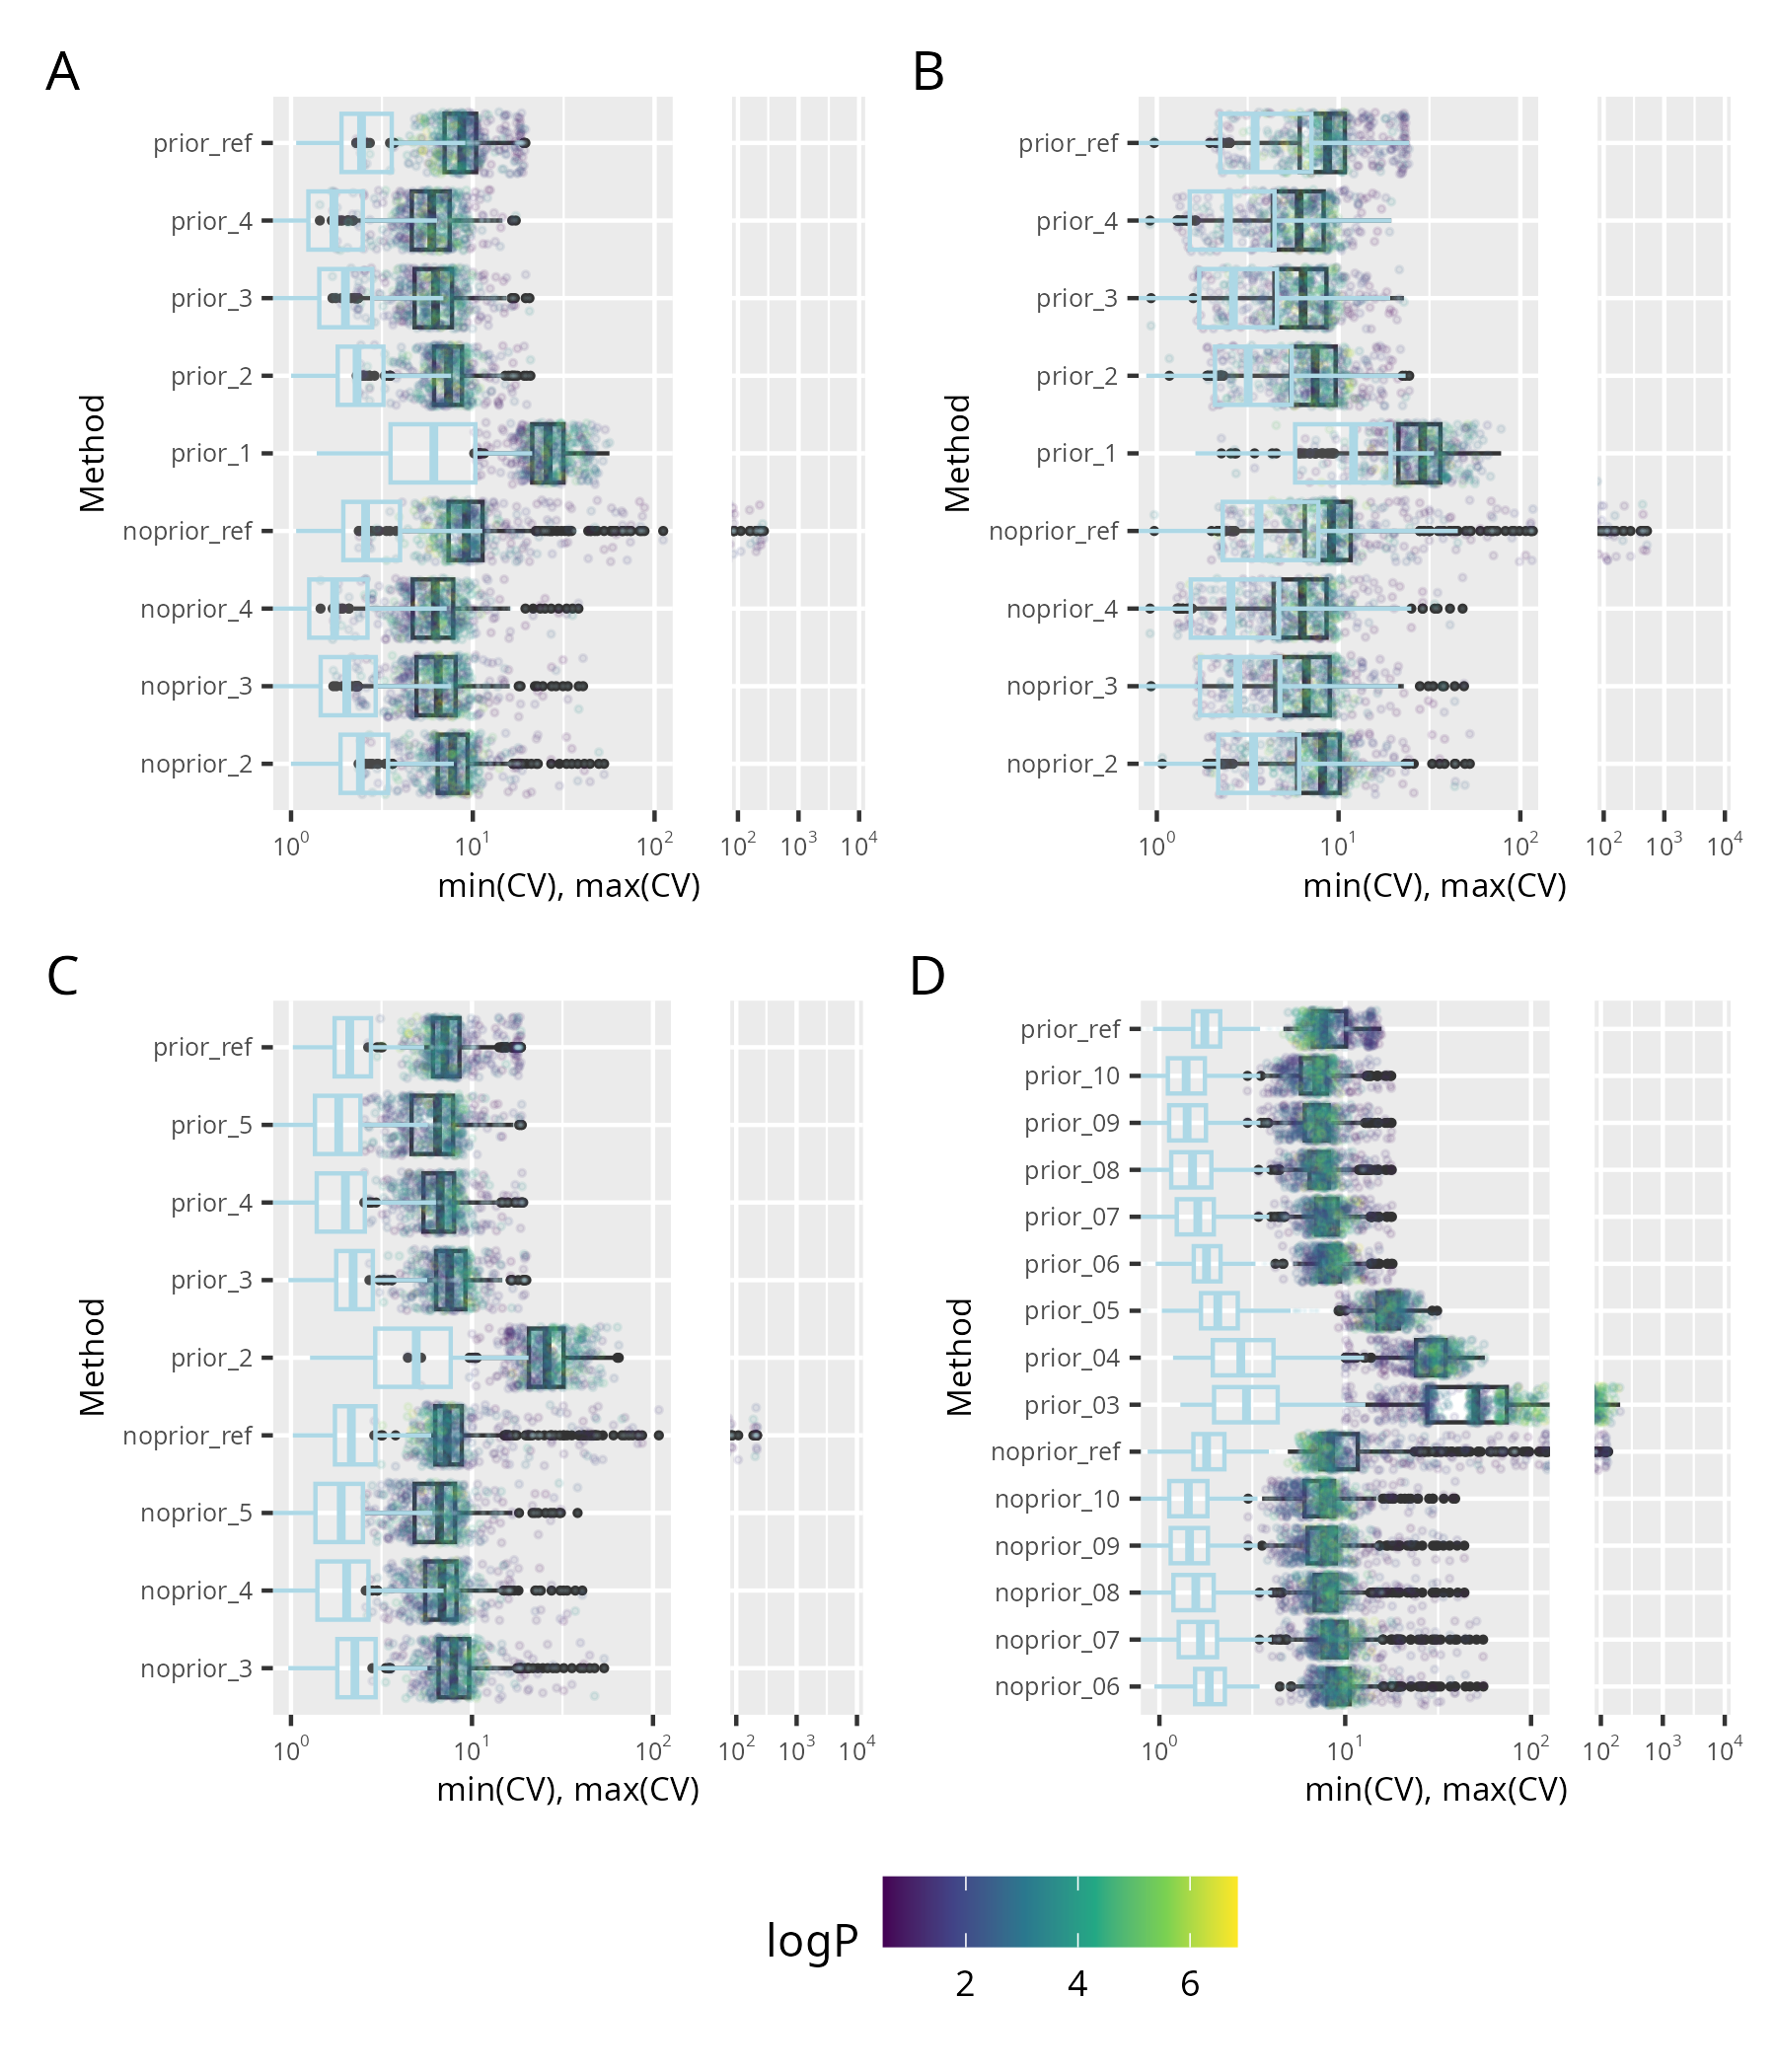 A
Method
prior_ref
prior_4
prior_3
prior_2
prior_1
noprior_ref
noprior_4
noprior_3
noprior_2
10⁰ 10¹ 10² 10² 10³ 10⁴
min(CV), max(CV)
B
Method
prior_ref
prior_4
prior_3
prior_2
prior_1
noprior_ref
noprior_4
noprior_3
noprior_2
10⁰ 10¹ 10² 10² 10³ 10⁴
min(CV), max(CV)
C
Method
prior_ref
prior_5
prior_4
prior_3
prior_2
noprior_ref
noprior_5
noprior_4
noprior_3
10⁰ 10¹ 10² 10² 10³ 10⁴
min(CV), max(CV)
D
Method
prior_ref
prior_10
prior_09
prior_08
prior_07
prior_06
prior_05
prior_04
prior_03
noprior_ref
noprior_10
noprior_09
noprior_08
noprior_07
noprior_06
10⁰ 10¹ 10² 10² 10³ 10⁴
min(CV), max(CV)
logP
2 4 6